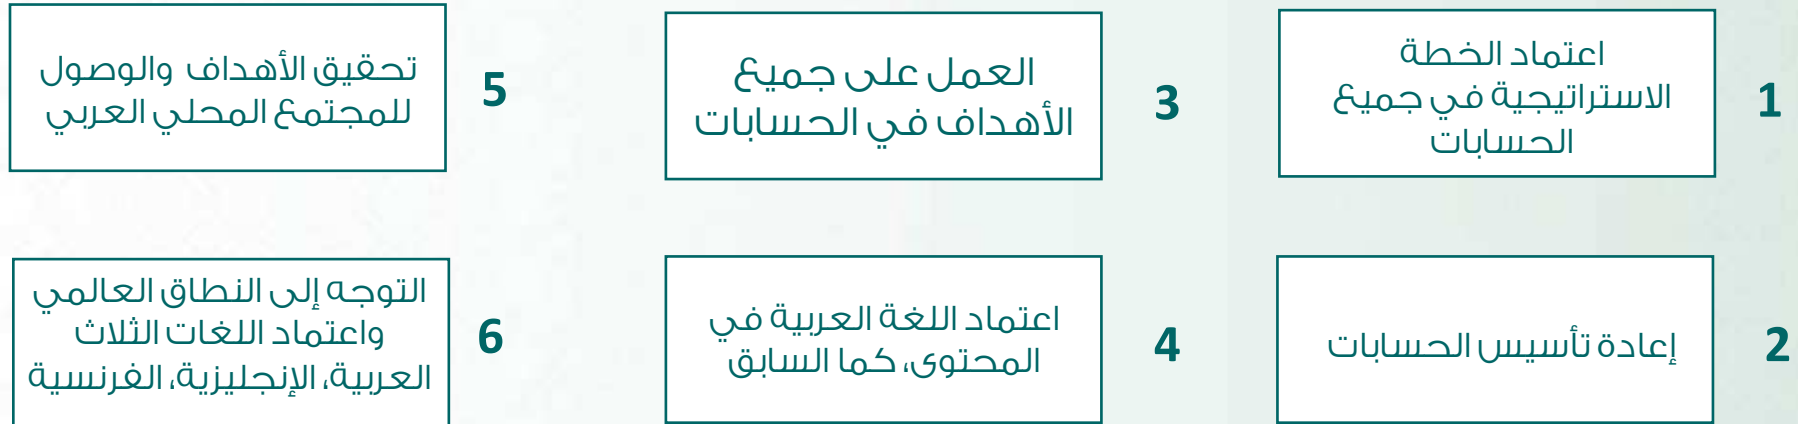 1
اعتماد الخطة
الاستراتيجية في جميع
الحسابات
2
إعادة تأسيس الحسابات
3
العمل على جميع
الأهداف في الحسابات
4
اعتماد اللغة العربية في
المحتوى، كما السابق
5
تحقيق الأهداف والوصول
للمجتمع المحلي العربي
6
التوجه إلى النطاق العالمي
واعتماد اللغات الثلاث
العربية، الإنجليزية، الفرنسية